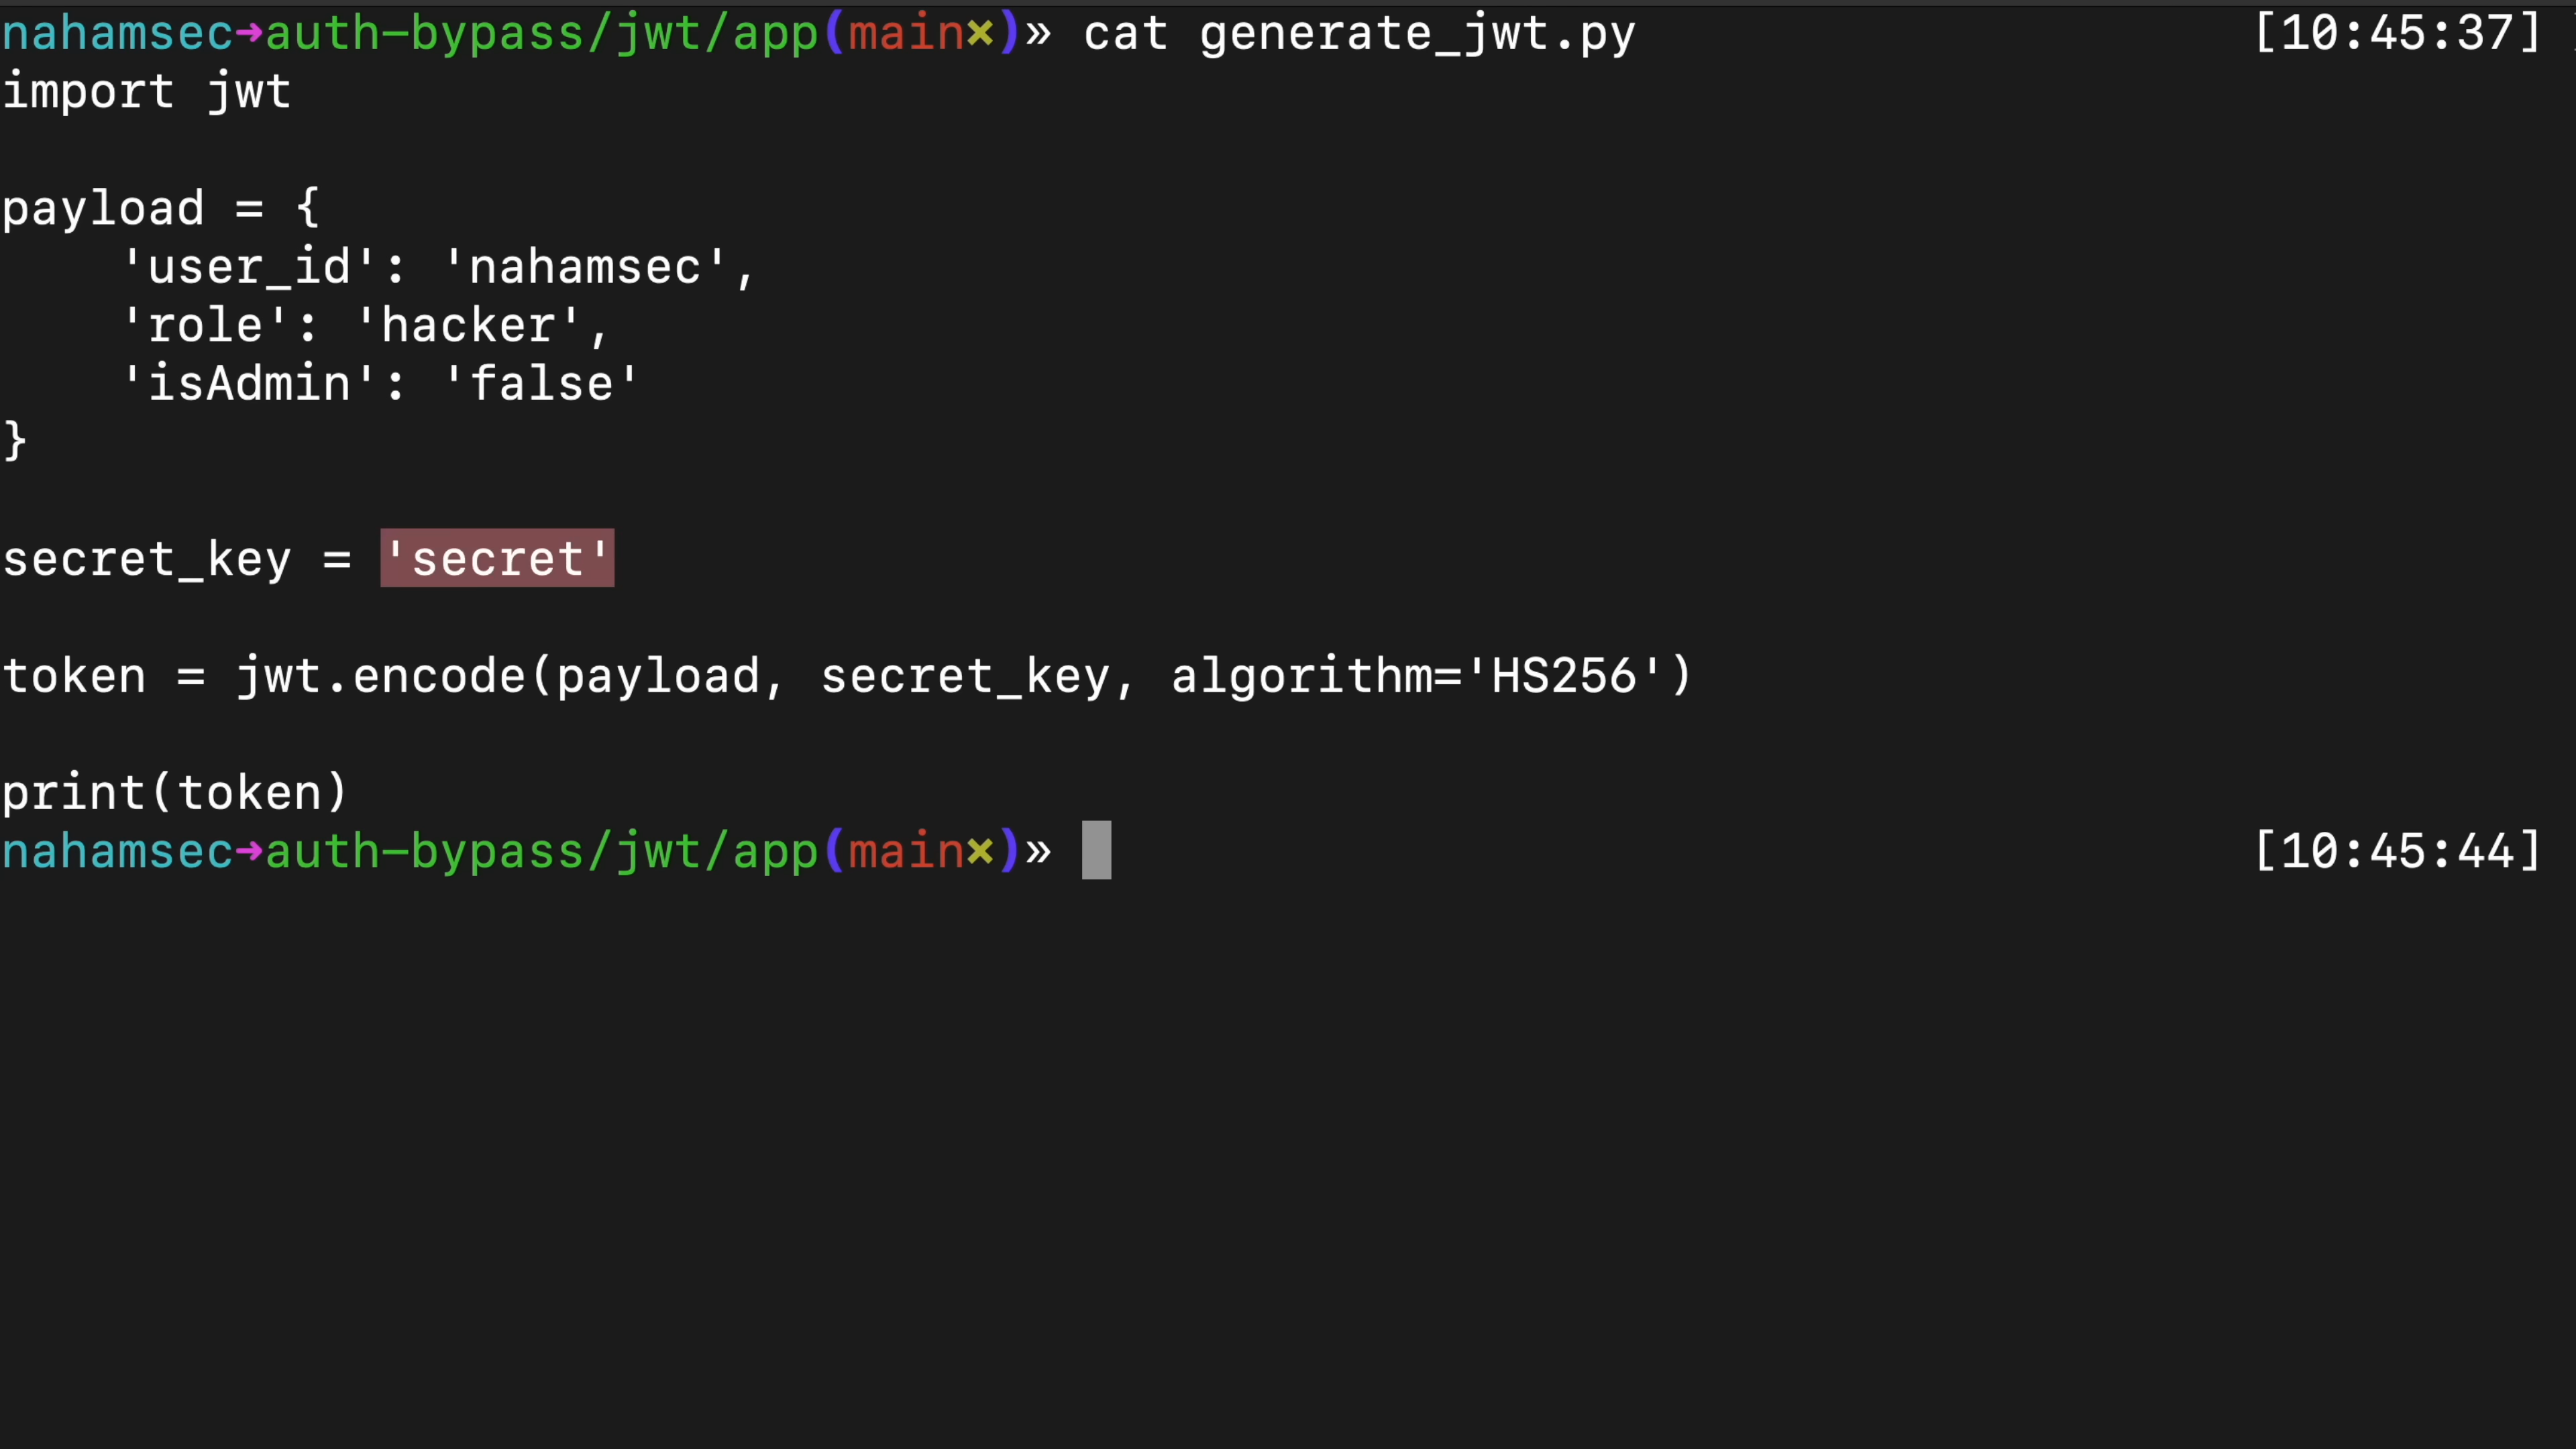 nahamsec➜auth-bypass/jwt/app(main✗)» cat generate_jwt.py [10:45:37]
import jwt
payload = {
    'user_id': 'nahamsec',
    'role': 'hacker',
    'isAdmin': 'false'
}
secret_key = 'secret'
token = jwt.encode(payload, secret_key, algorithm='HS256')
print(token)
nahamsec➜auth-bypass/jwt/app(main✗)» [10:45:44]